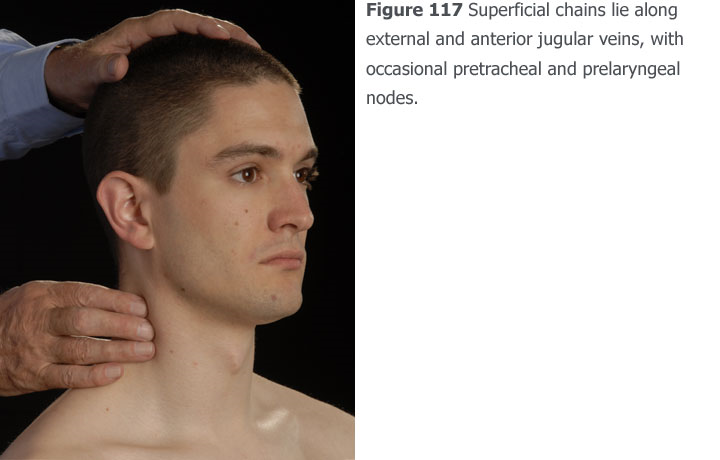 Figure 117 Superficial chains lie along
external and anterior jugular veins, with
occasional pretracheal and prelaryngeal
nodes.